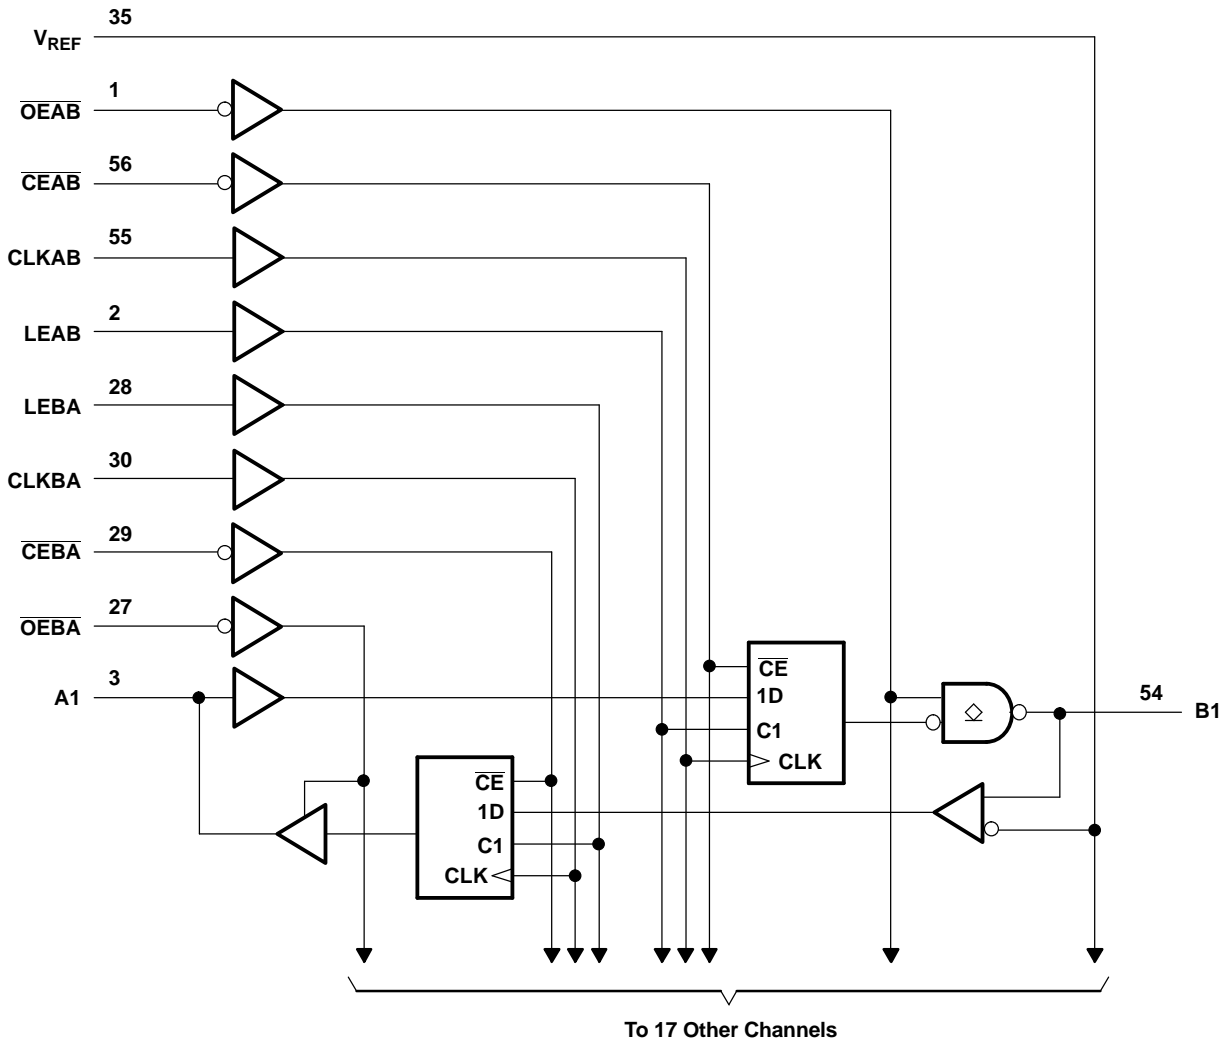 35
VREF
1
OEAB
56
CEAB
55
CLKAB
2
LEAB
28
LEBA
30
CLKBA
29
CEBA
27
OEBA
3
A1
CE
1D
C1
CLK
54
B1
CE
1D
C1
CLK
To 17 Other Channels